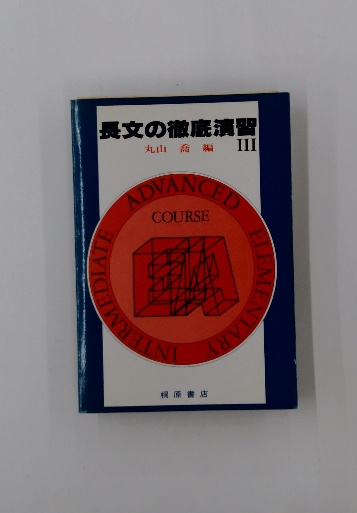 長文の徹底演習
III
丸山 喬 編
ADVANCED
COURSE
ELEMENTARY
INTERMEDIATE
EIA
桐原書店